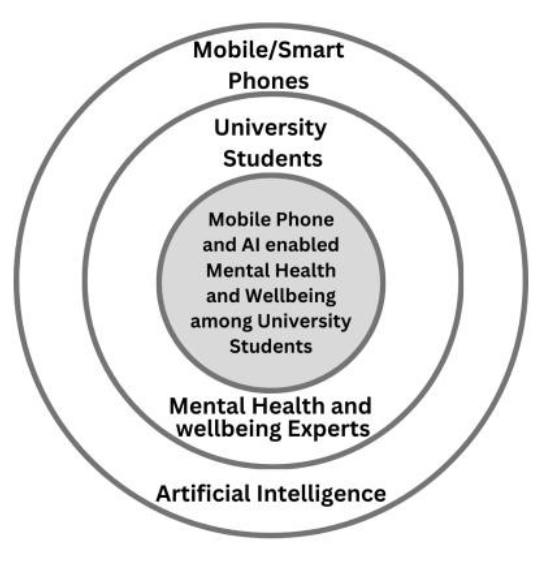 Mobile/Smart
Phones
University
Students
Mobile Phone
and AI enabled
Mental Health
and Wellbeing
among University
Students
Mental Health and
wellbeing Experts
Artificial Intelligence